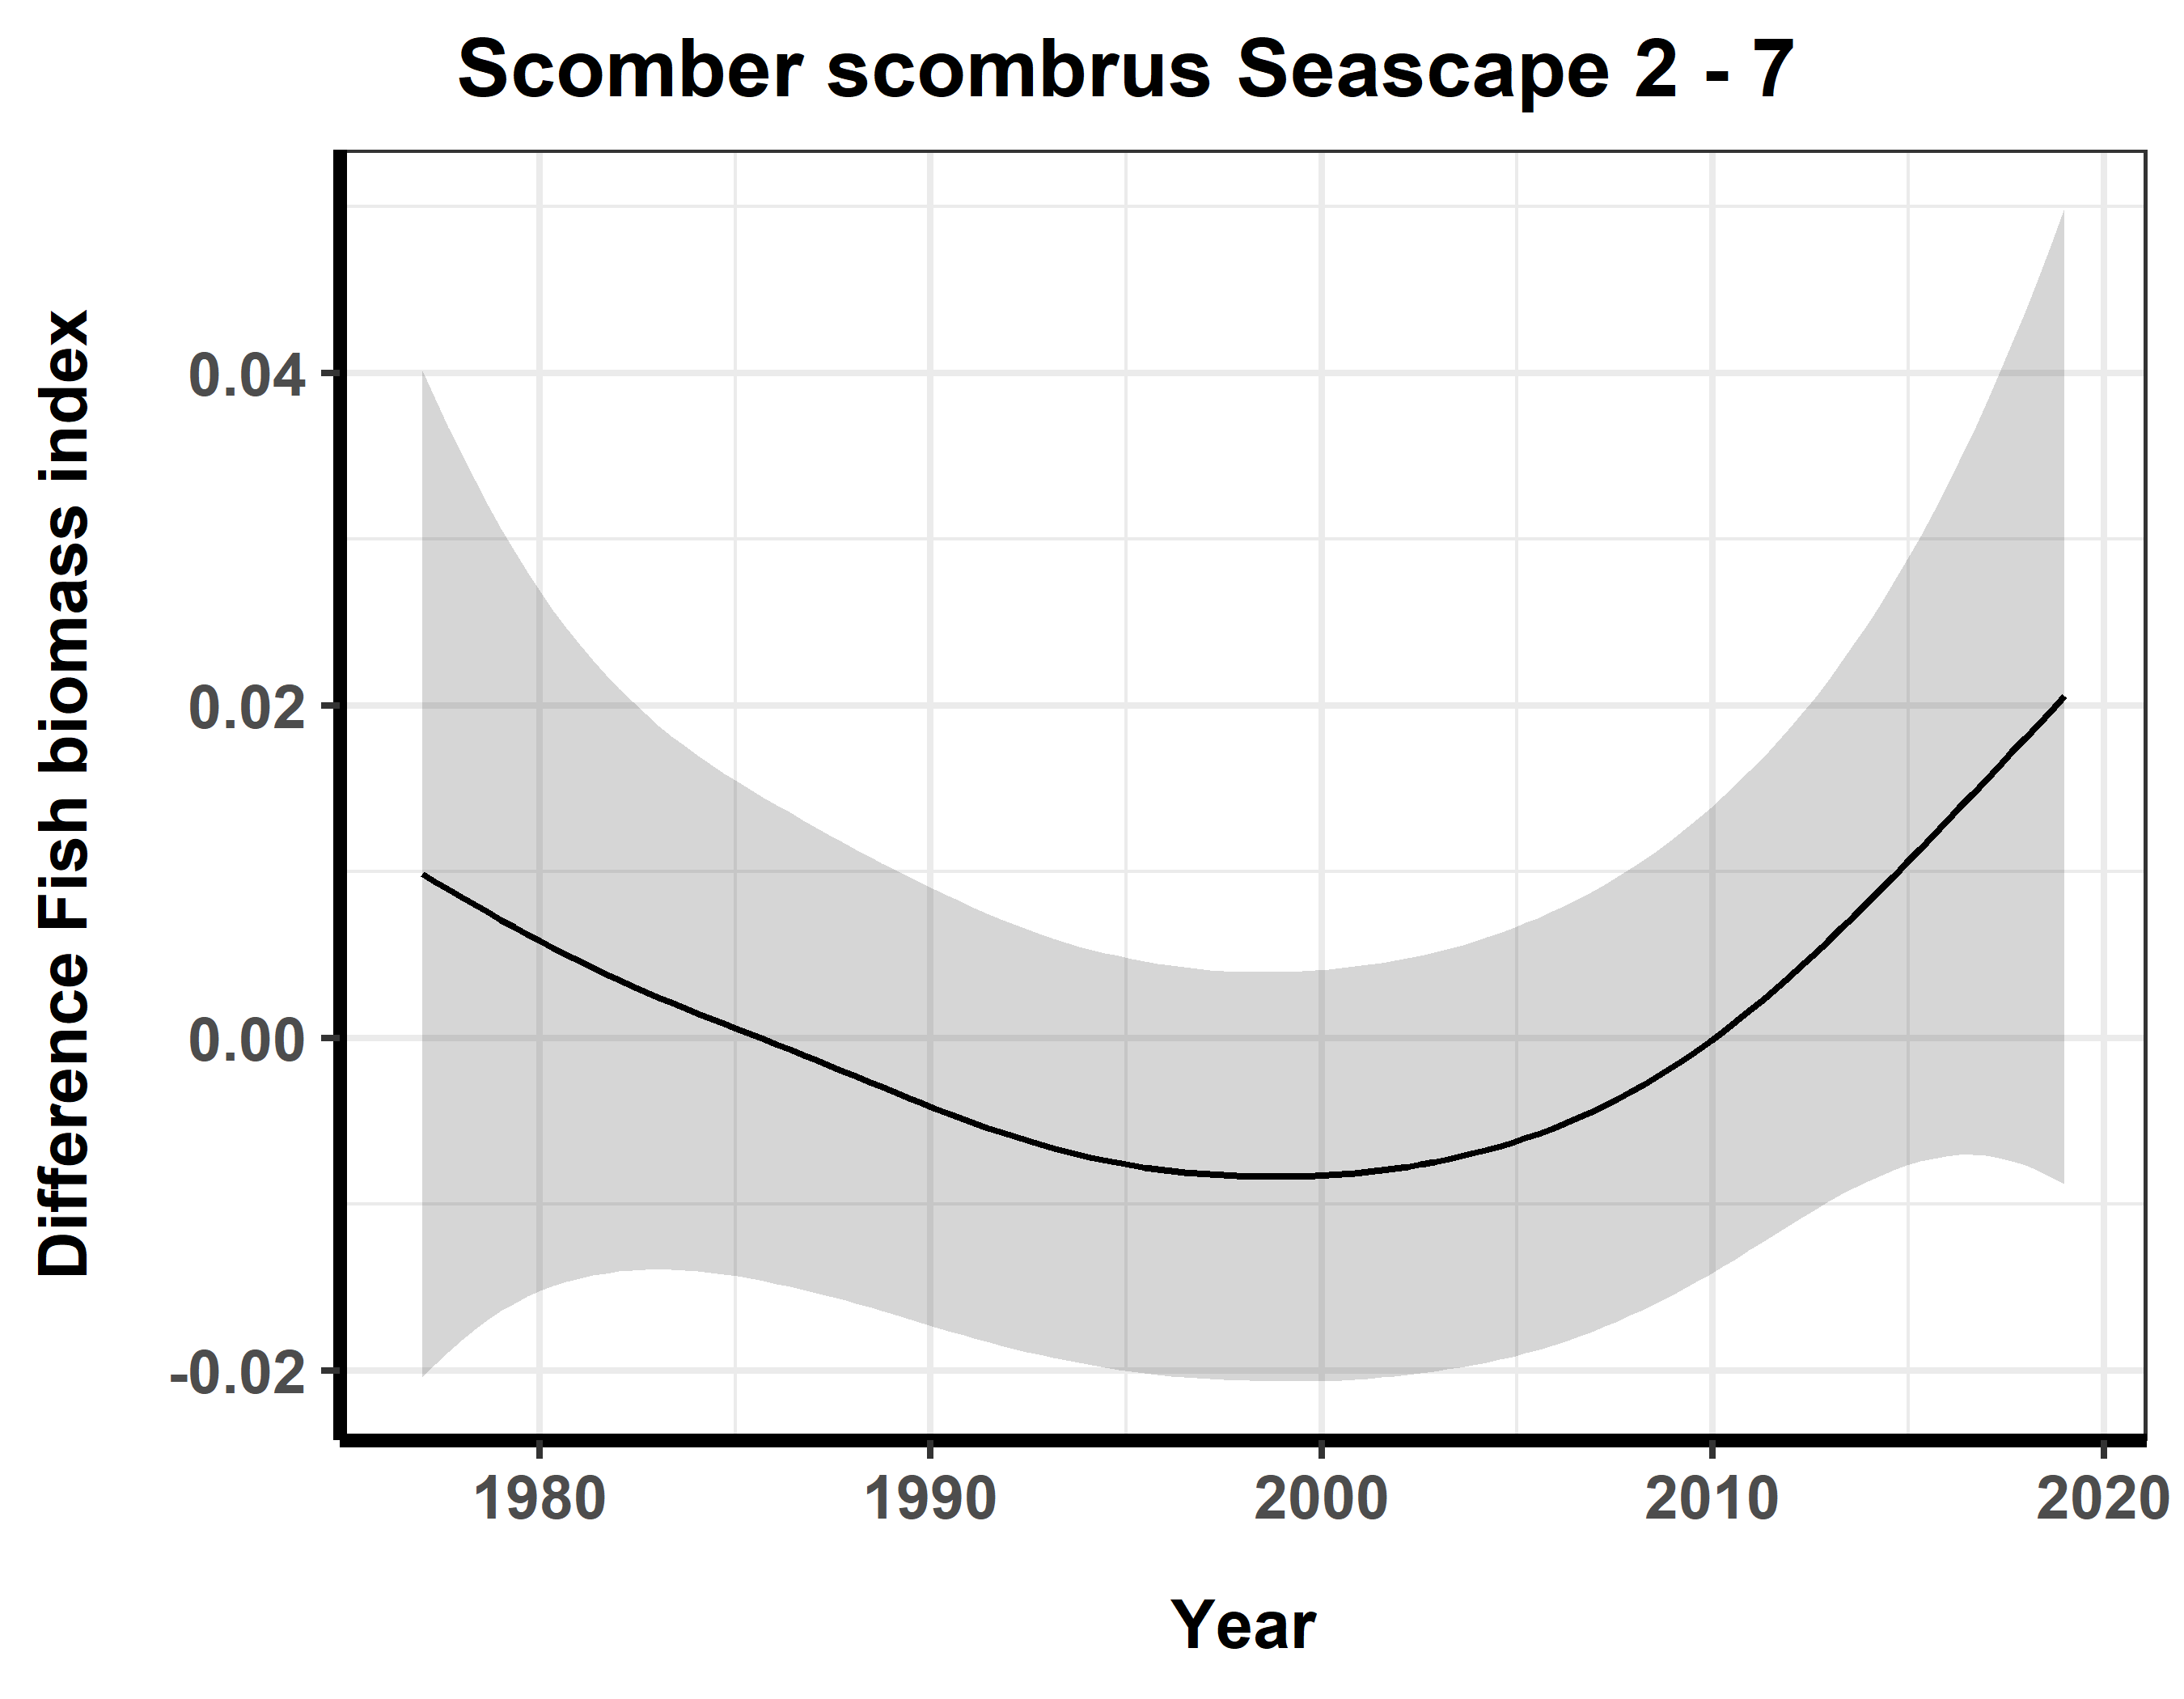 Scomber scombrus Seascape 2 - 7
Difference Fish biomass index
0.04
0.02
0.00
-0.02
1980 1990 2000 2010 2020
Year